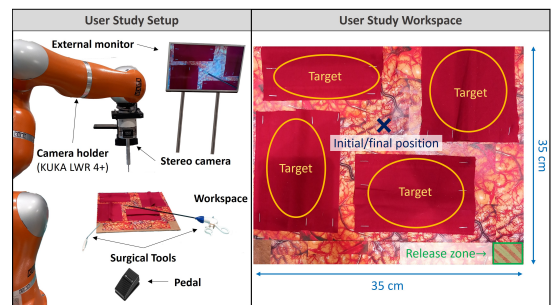 User Study Setup
External monitor
Camera holder
(KUKA LWR 4+)
Stereo camera
Workspace
Surgical Tools
Pedal
User Study Workspace
Target
Target
Initial/final position
Target
Target
Release zone→
35 cm
35 cm